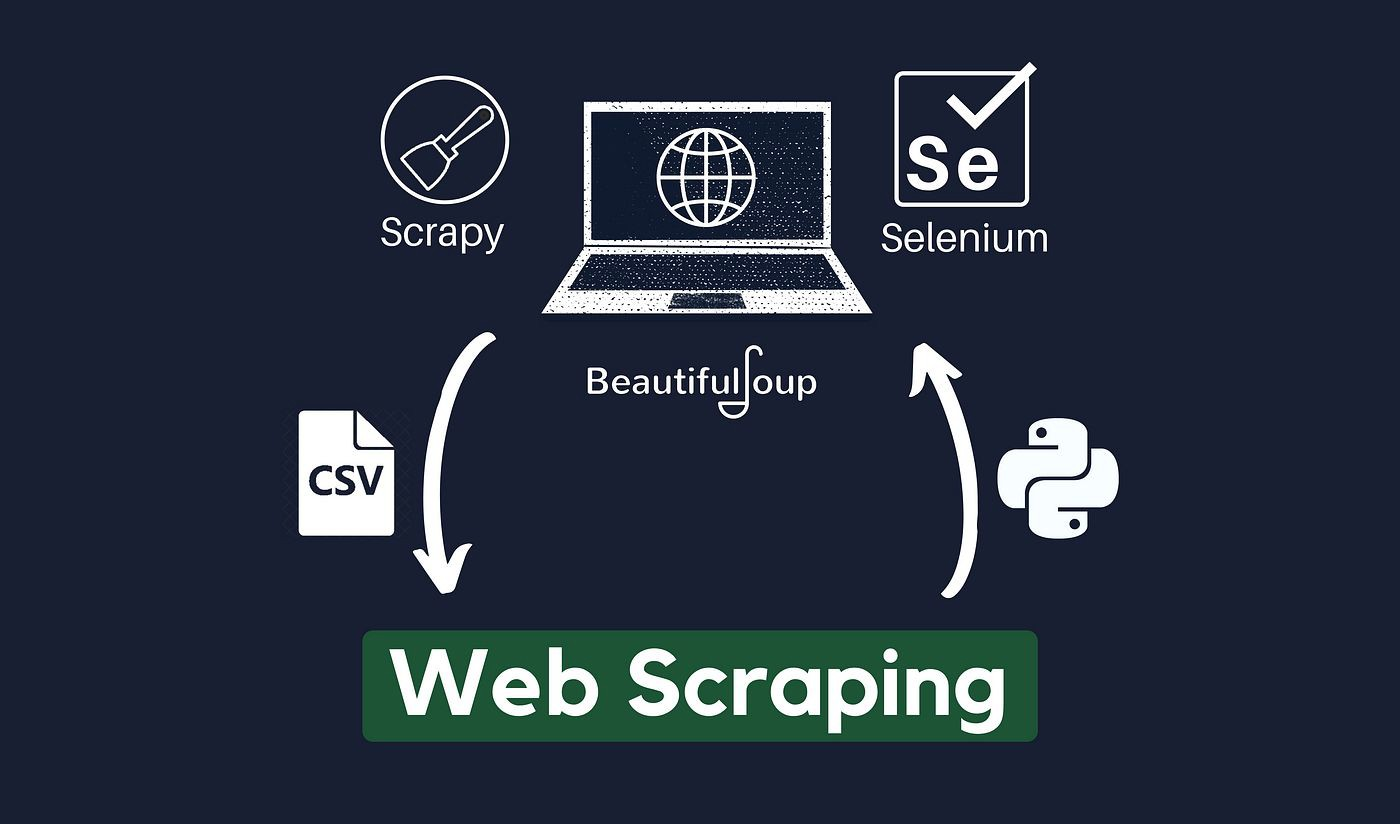 Scrapy
Se
Selenium
BeautifulSoup
CSV
Web Scraping